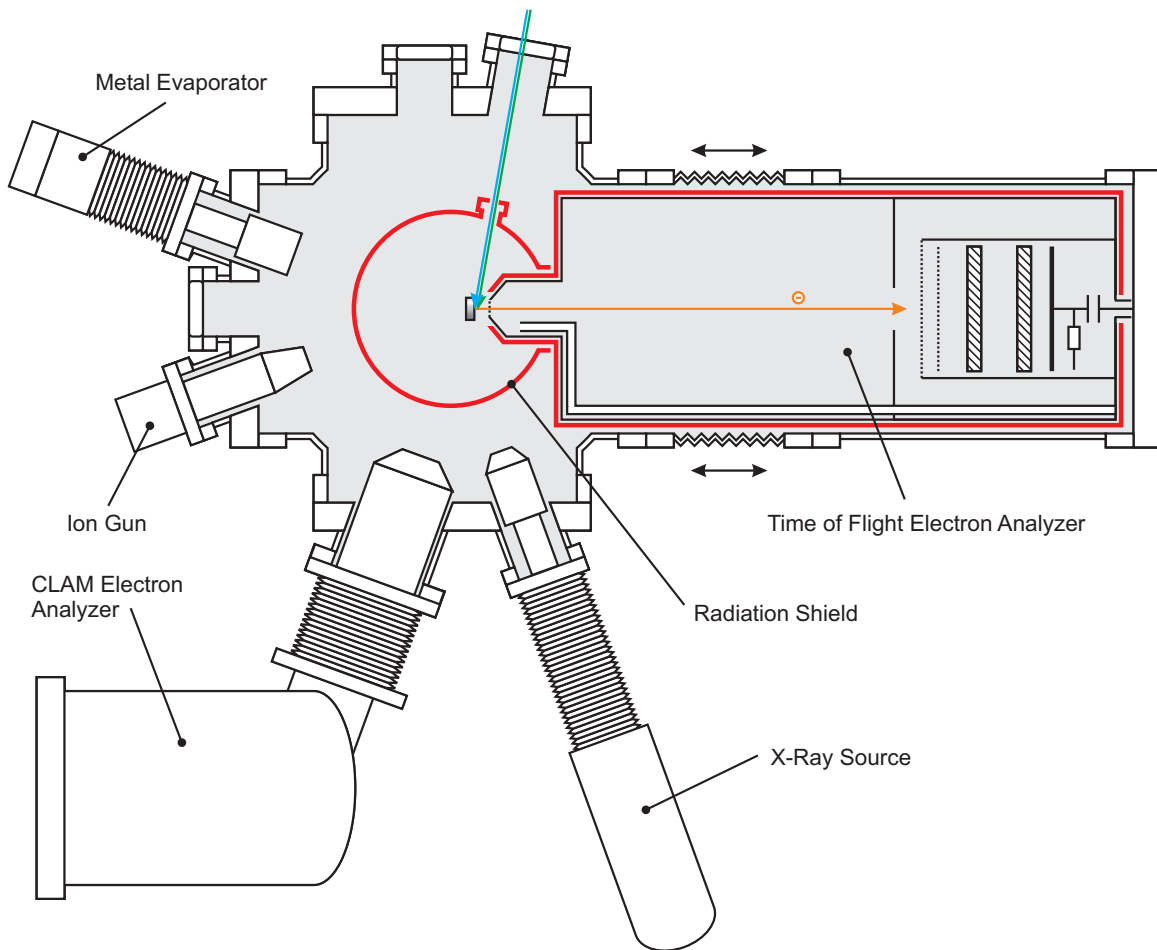 Metal Evaporator
Ion Gun
Time of Flight Electron Analyzer
CLAM Electron
Analyzer
Radiation Shield
X-Ray Source